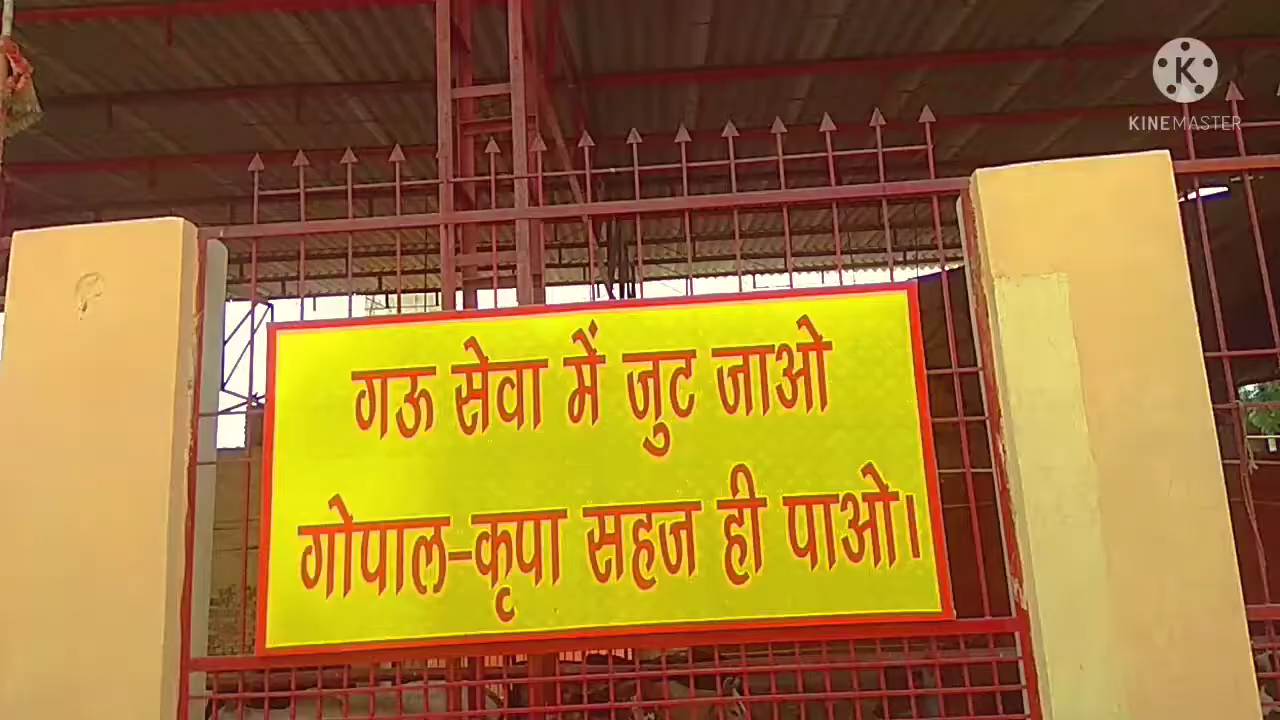 K
KINEMASTER
गऊ सेवा में जुट जाओ
गोपाल-कृपा सहज ही पाओ।